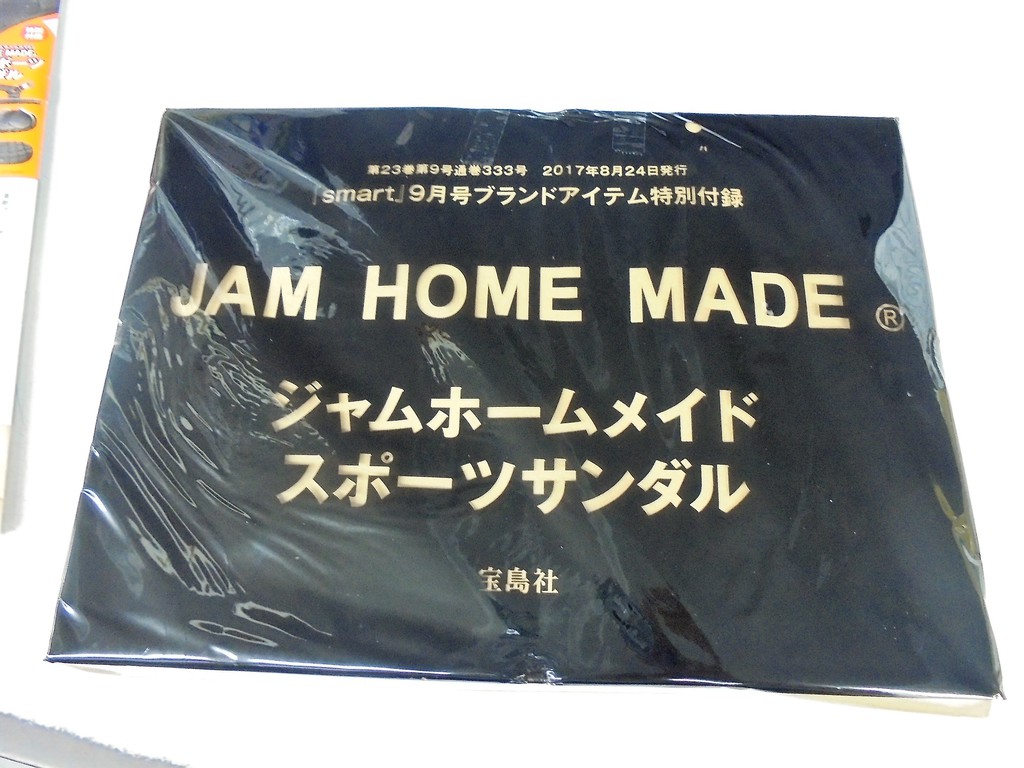 第23巻第9号通巻333号 2017年8月24日発行
『smart』9月号ブランドアイテム特別付録
JAM HOME MADE ®
ジャムホームメイド
スポーツサンダル
宝島社